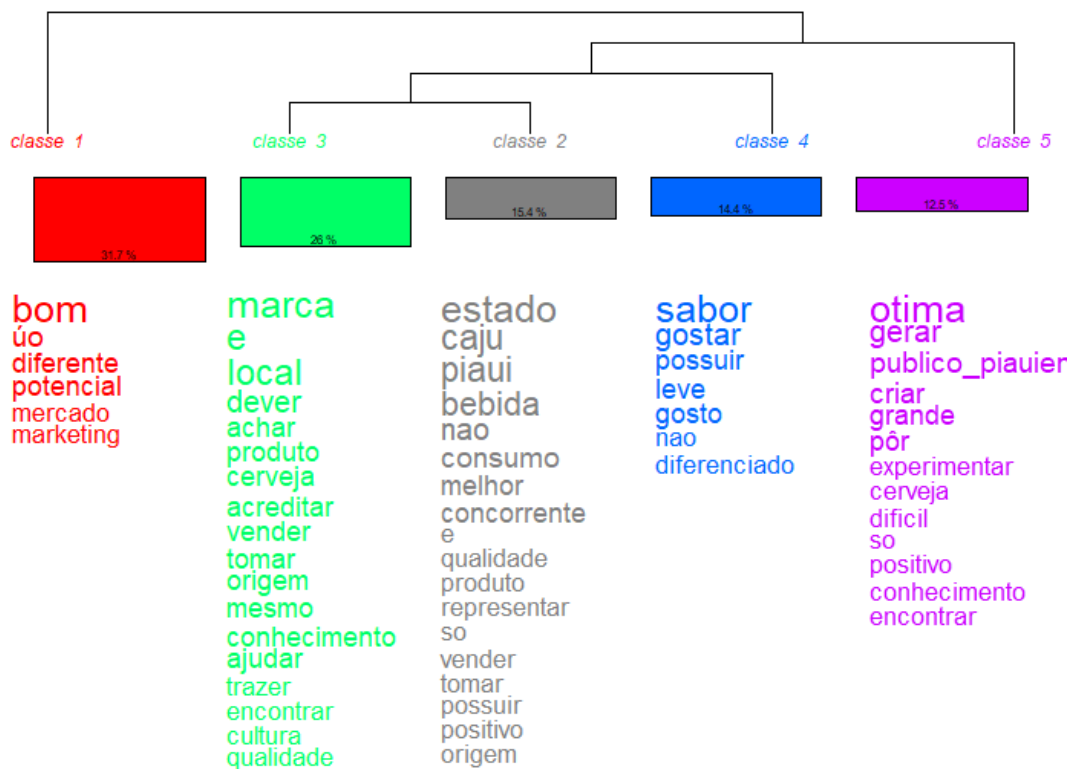 classe 1
classe 3
classe 2
classe 4
classe 5
31.7 %
26 %
15.4 %
14.4 %
12.5 %
bom
úo
diferente
potencial
mercado
marketing
marca
e
local
dever
achar
produto
cerveja
acreditar
vender
tomar
origem
mesmo
conhecimento
ajudar
trazer
encontrar
cultura
qualidade
estado
caju
piaui
bebida
nao
consumo
melhor
concorrente
e
qualidade
produto
representar
so
vender
tomar
possuir
positivo
origem
sabor
gostar
possuir
leve
gosto
nao
diferenciado
otima
gerar
publico_piauien
criar
grande
pôr
experimentar
cerveja
dificil
so
positivo
conhecimento
encontrar